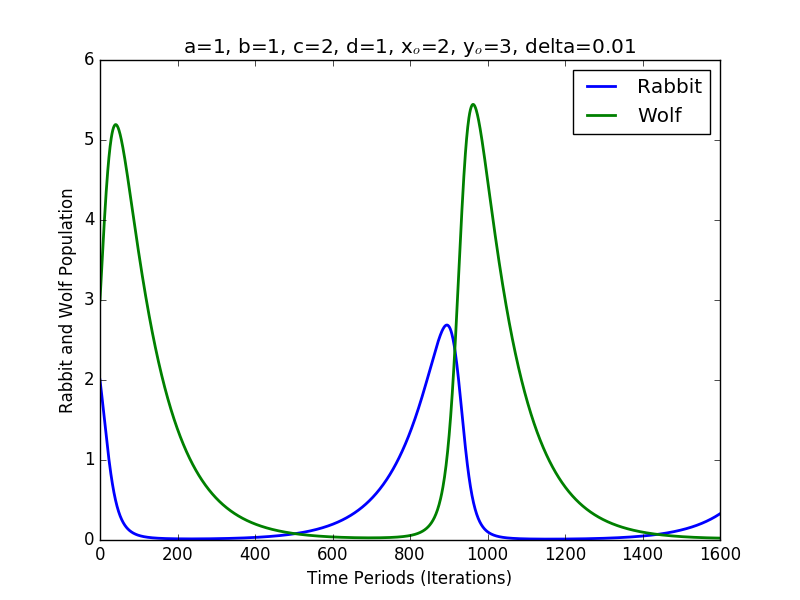 a=1, b=1, c=2, d=1, xₒ=2, yₒ=3, delta=0.01
Rabbit
Wolf
Rabbit and Wolf Population
6
5
4
3
2
1
0
0 200 400 600 800 1000 1200 1400 1600
Time Periods (Iterations)